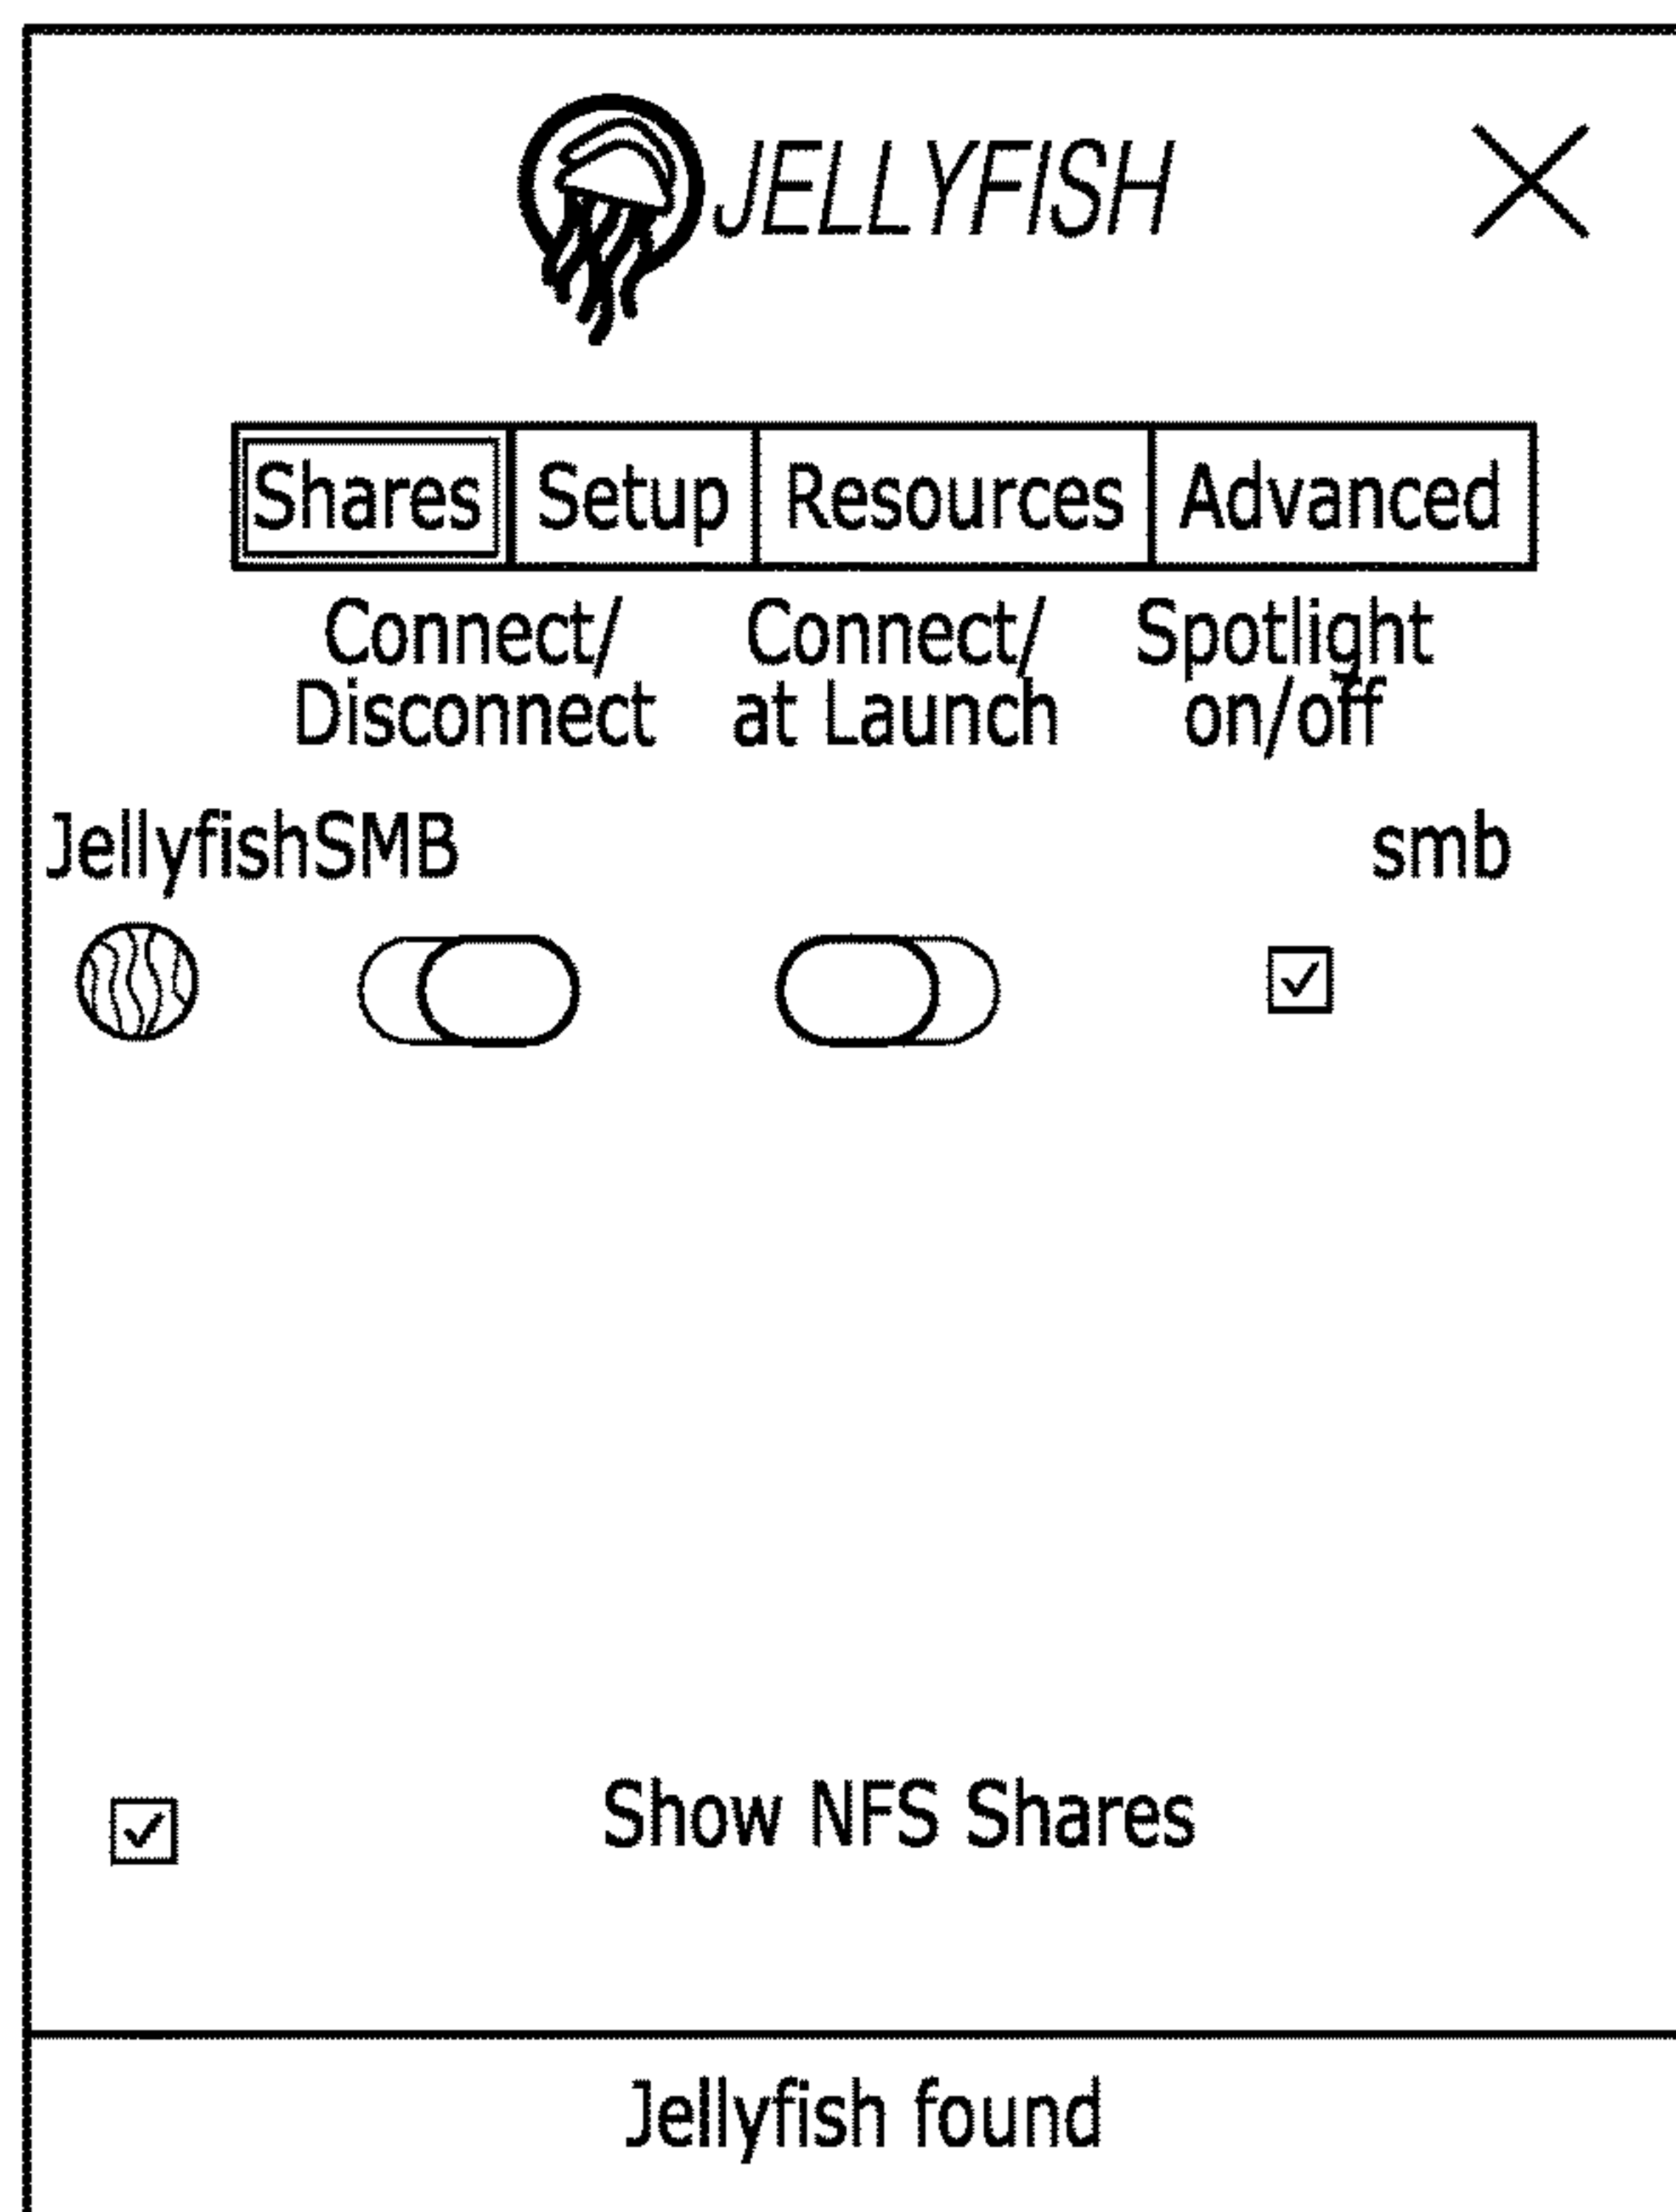 JELLYFISH
Shares Setup Resources Advanced
Connect/ Connect/ Spotlight
Disconnect at Launch on/off
JellyfishSMB smb
Show NFS Shares
Jellyfish found